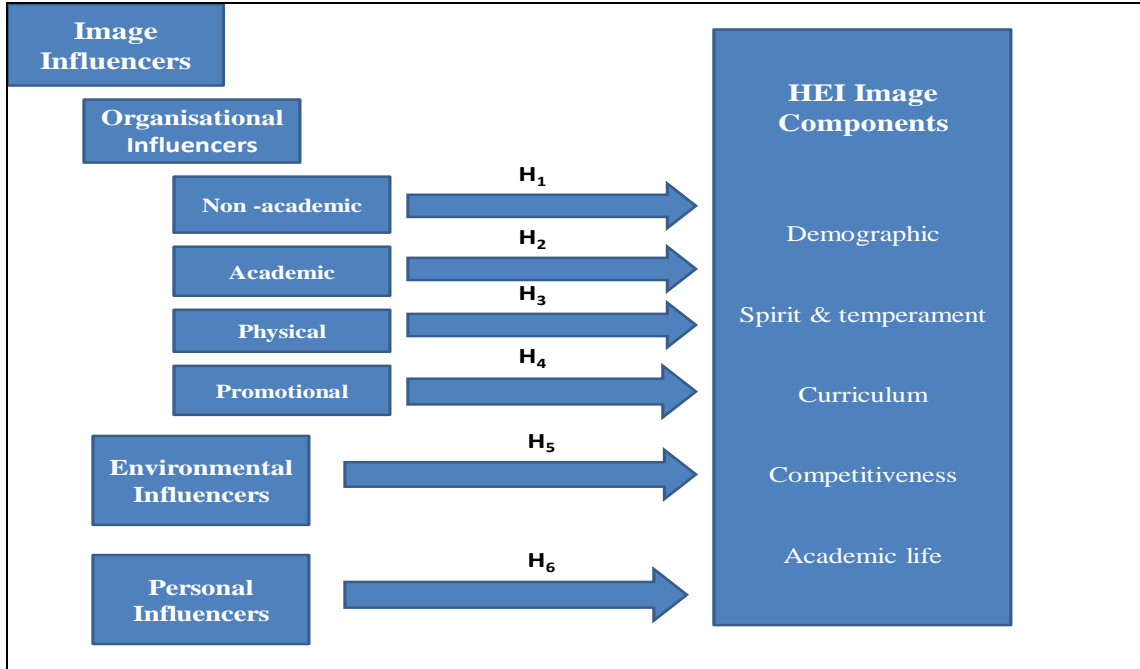 Image
Influencers
Organisational
Influencers
Non -academic
H₁
Academic
H₂
Physical
H₃
Promotional
H₄
Environmental
Influencers
H₅
Personal
Influencers
H₆
HEI Image
Components
Demographic
Spirit & temperament
Curriculum
Competitiveness
Academic life